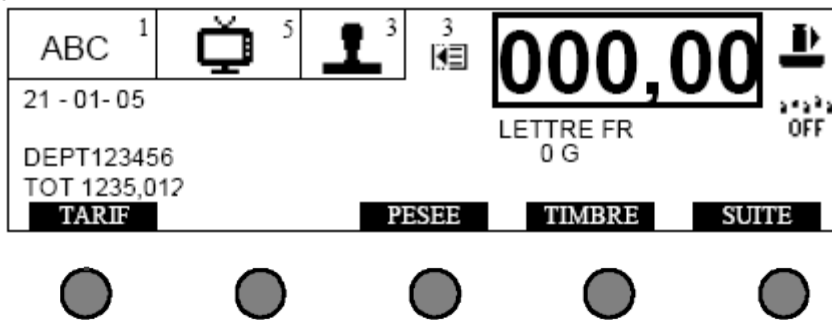 ABC 1 5 3 3 000,00
21 - 01- 05
LETTRE FR
OFF
0 G
DEPT123456
TOT 1235,012
TARIF PESEE TIMBRE SUITE